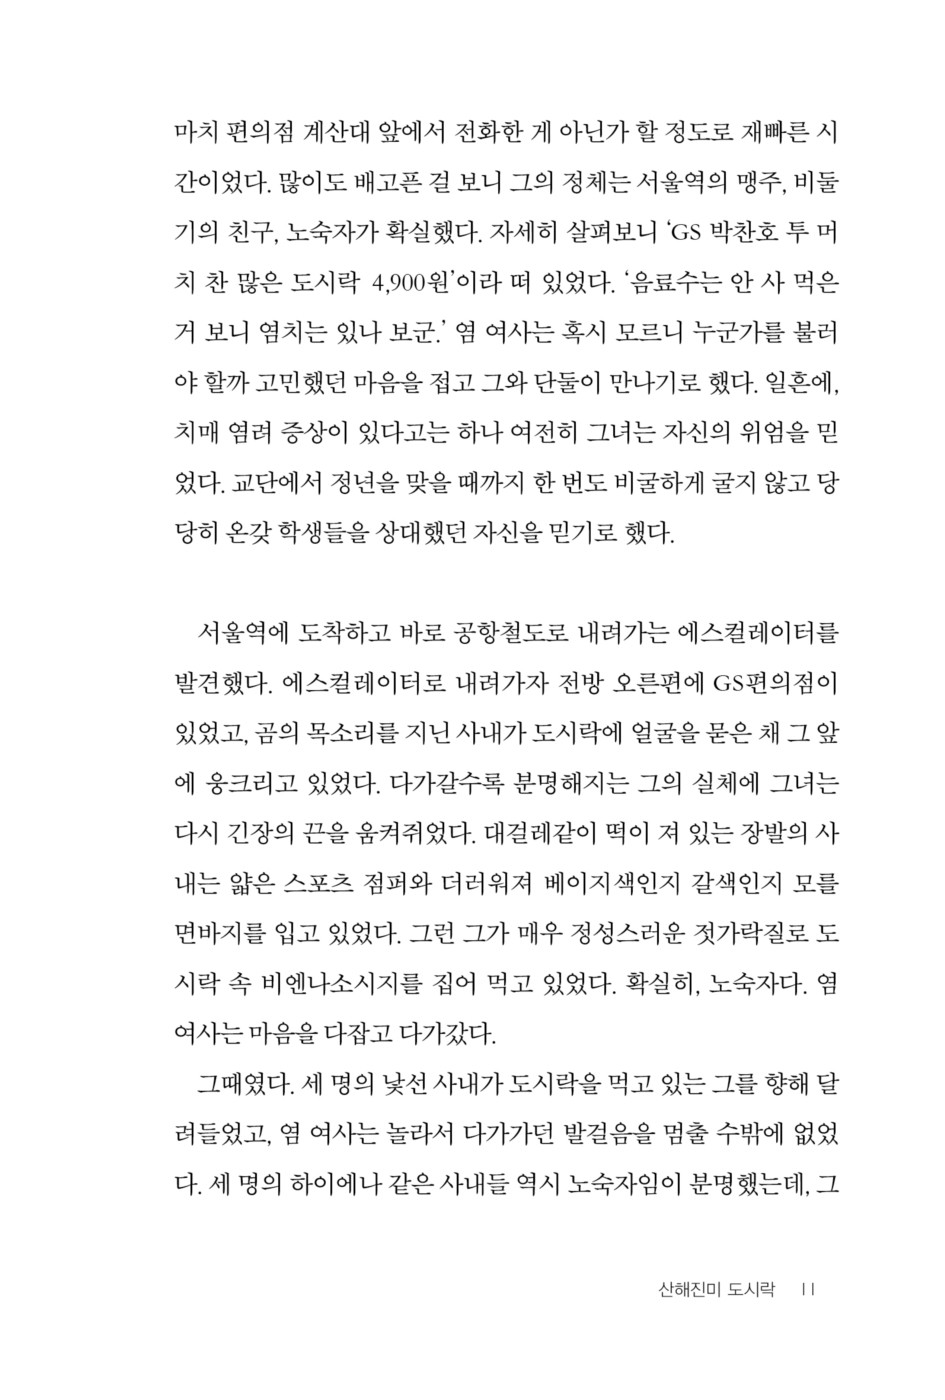 마치 편의점 계산대 앞에서 전화한 게 아닌가 할 정도로 재빠른 시
간이었다. 많이도 배고픈 걸 보니 그의 정체는 서울역의 맹주, 비둘
기의 친구, 노숙자가 확실했다. 자세히 살펴보니 ‘GS 박찬호 투 머
치 찬 많은 도시락 4,900원’이라 떠 있었다. ‘음료수는 안 사 먹은
거 보니 염치는 있나 보군.’ 염 여사는 혹시 모르니 누군가를 불러
야 할까 고민했던 마음을 접고 그와 단둘이 만나기로 했다. 일흔에,
치매 염려 증상이 있다고는 하나 여전히 그녀는 자신의 위엄을 믿
었다. 교단에서 정년을 맞을 때까지 한 번도 비굴하게 굴지 않고 당
당히 온갖 학생들을 상대했던 자신을 믿기로 했다.
서울역에 도착하고 바로 공항철도로 내려가는 에스컬레이터를
발견했다. 에스컬레이터로 내려가자 전방 오른편에 GS편의점이
있었고, 곰의 목소리를 지닌 사내가 도시락에 얼굴을 묻은 채 그 앞
에 웅크리고 있었다. 다가갈수록 분명해지는 그의 실체에 그녀는
다시 긴장의 끈을 움켜쥐었다. 대걸레같이 떡이 져 있는 장발의 사
내는 얇은 스포츠 점퍼와 더러워져 베이지색인지 갈색인지 모를
면바지를 입고 있었다. 그런 그가 매우 정성스러운 젓가락질로 도
시락 속 비엔나소시지를 집어 먹고 있었다. 확실히, 노숙자다. 염
여사는 마음을 다잡고 다가갔다.
그때였다. 세 명의 낯선 사내가 도시락을 먹고 있는 그를 향해 달
려들었고, 염 여사는 놀라서 다가가던 발걸음을 멈출 수밖에 없었
다. 세 명의 하이에나 같은 사내들 역시 노숙자임이 분명했는데, 그
산해진미 도시락 11